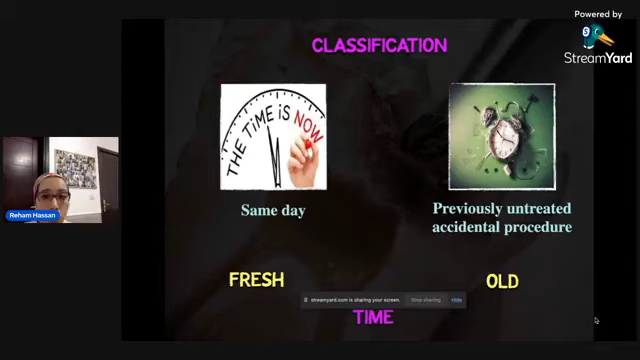 Powered by
StreamYard
CLASSIFICATION
THE TIME IS NOW
Same day
Previously untreated
accidental procedure
Reham Hassan
FRESH
OLD
streamyard.com is sharing your screen.
Stop sharing
Hide
TIME